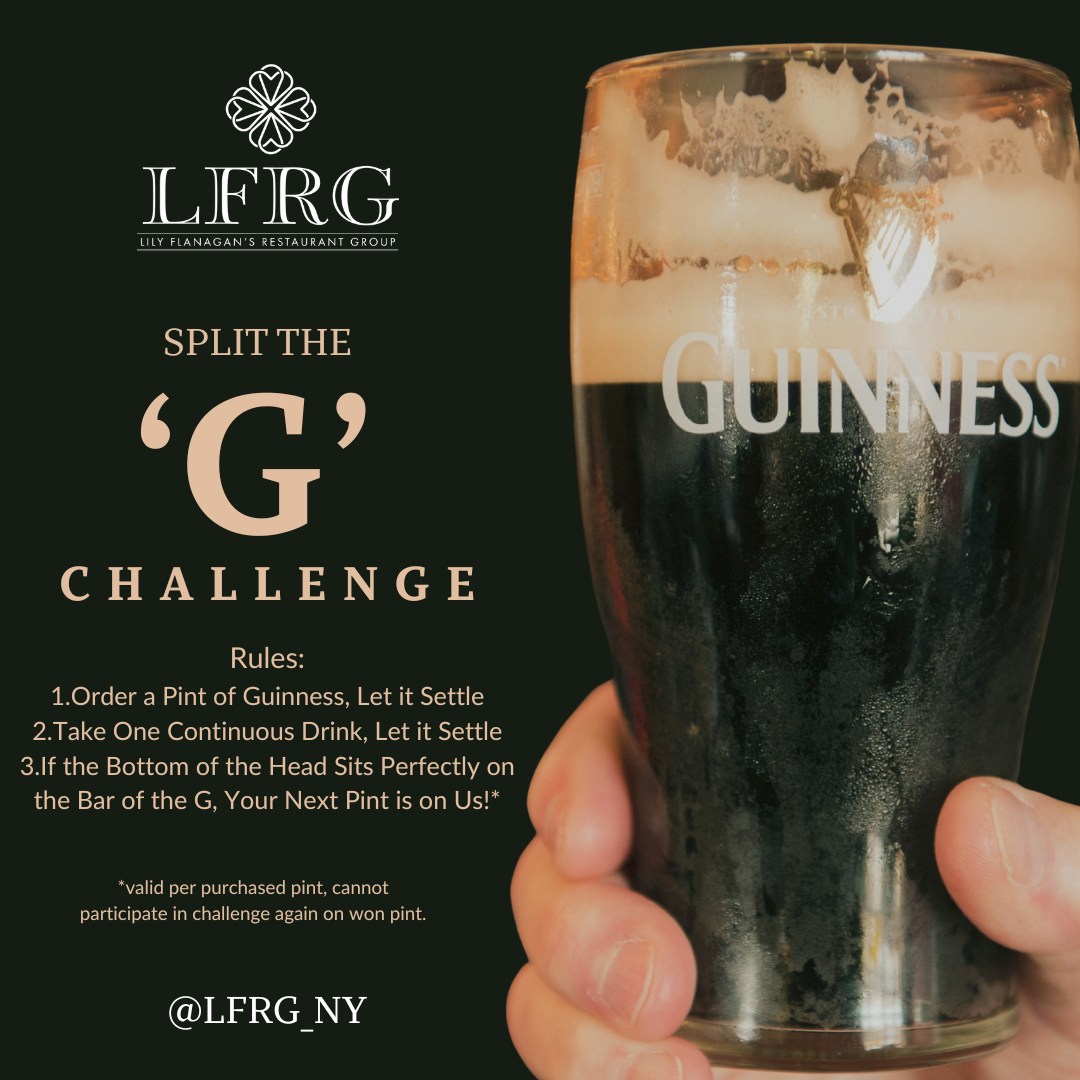 LFRG
LILY FLANAGAN'S RESTAURANT GROUP
SPLIT THE
‘G’
CHALLENGE
Rules:
1.Order a Pint of Guinness, Let it Settle
2.Take One Continuous Drink, Let it Settle
3.If the Bottom of the Head Sits Perfectly on
the Bar of the G, Your Next Pint is on Us!*
*valid per purchased pint, cannot
participate in challenge again on won pint.
@LFRG_NY
ESTD 1759
GUINNESS